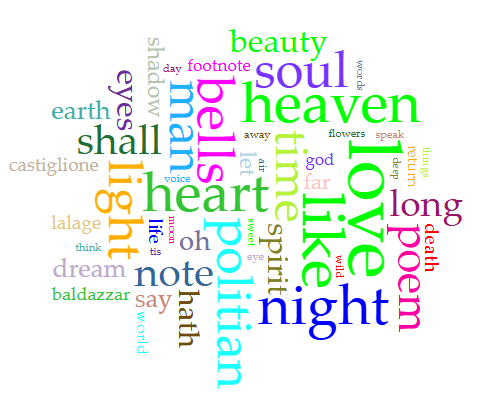 beauty
shadow
day
footnote
soul
words
eyes
man
bells
heaven
earth
shall
away
flowers
speak
castiglione
light
voice
heart
let
air
time
god
far
love
deep
return
things
lalage
think
life
tis
moon
oh
politian
sweet
eye
spirit
like
wild
long
poem
death
dream
note
baldazzar
say
hath
world
night